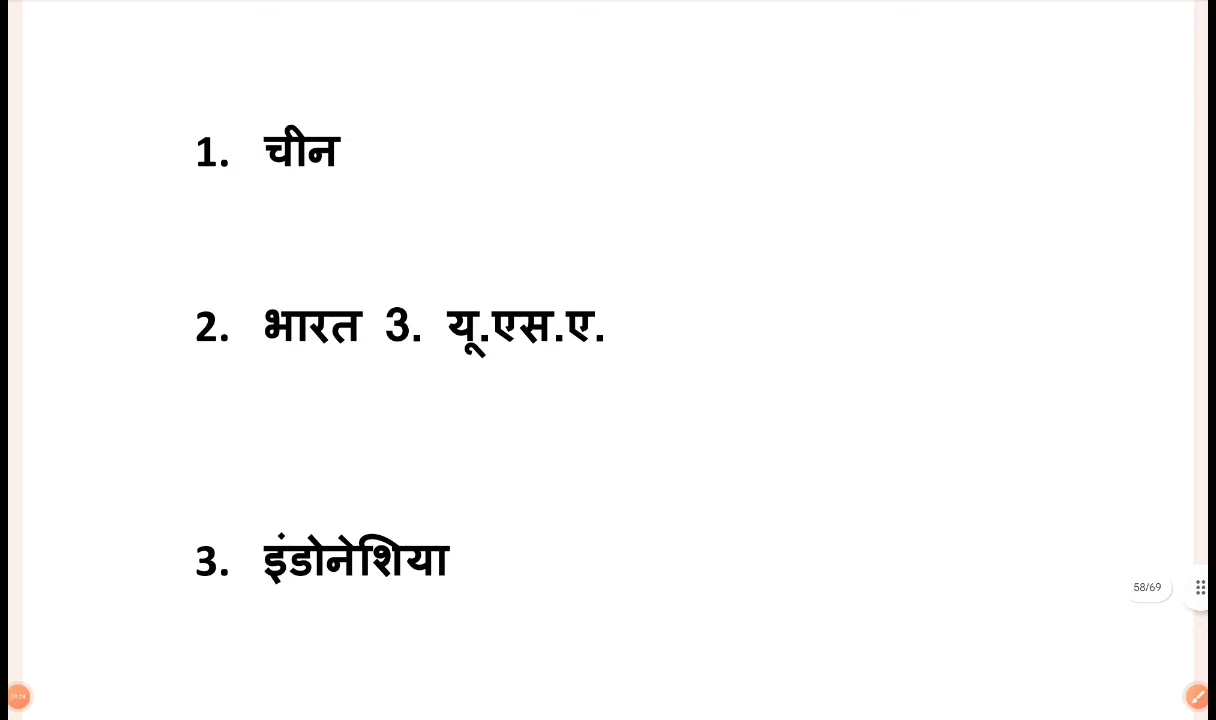 1. चीन
2. भारत 3. यू.एस.ए.
3. इंडोनेशिया
58/69